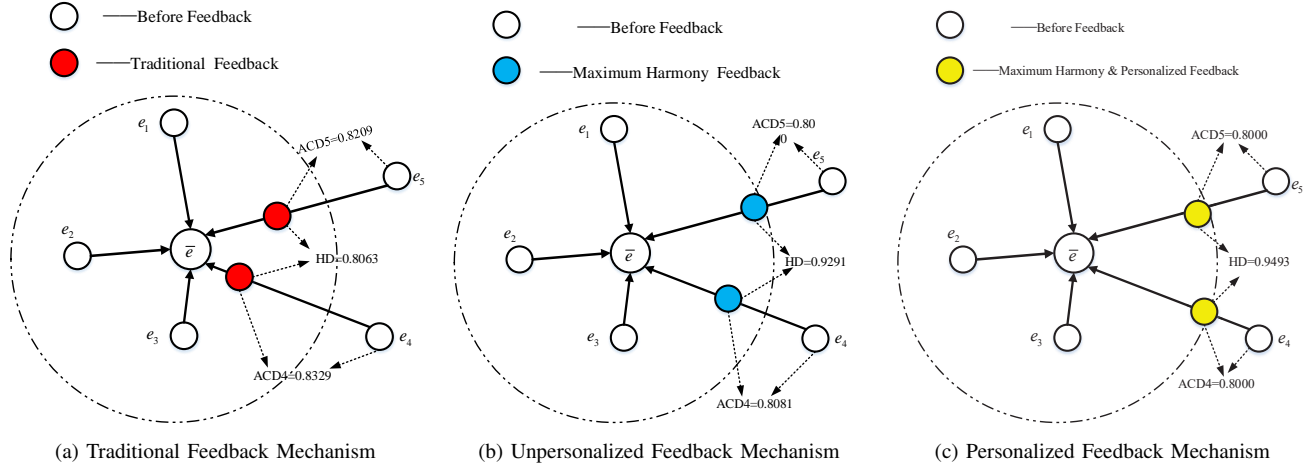 ——Before Feedback
——Traditional Feedback
e1
ACD5=0.8209
e5
e2
e
HD=0.8063
e3
e4
ACD4=0.8329
(a) Traditional Feedback Mechanism
——Before Feedback
——Maximum Harmony Feedback
e1
ACD5=0.80
0
e5
e2
e
HD=0.9291
e3
e4
ACD4=0.8081
(b) Unpersonalized Feedback Mechanism
——Before Feedback
——Maximum Harmony & Personalized Feedback
e1
ACD5=0.8000
e5
e2
e
HD=0.9493
e3
e4
ACD4=0.8000
(c) Personalized Feedback Mechanism